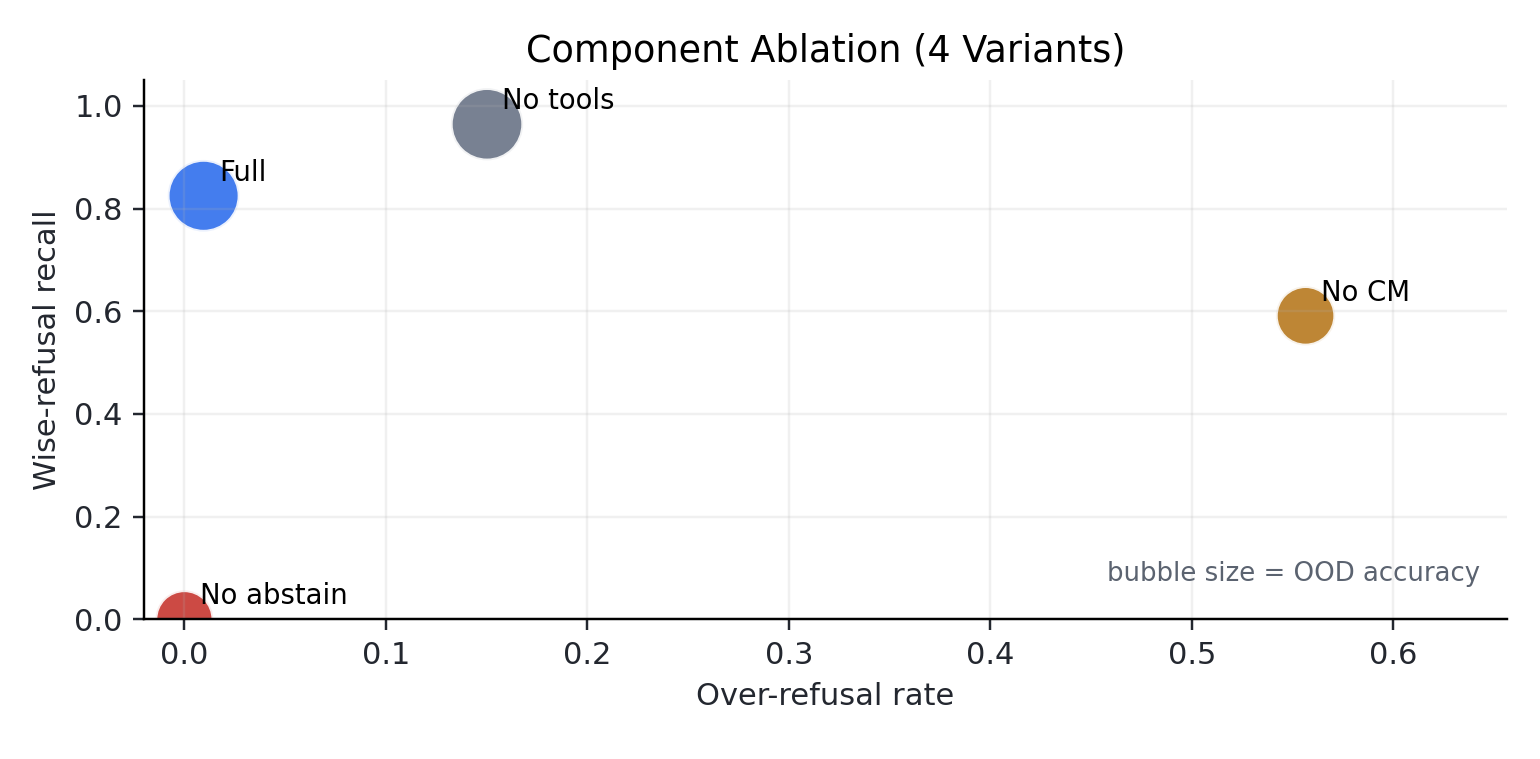 Component Ablation (4 Variants)
Wise-refusal recall
1.0
0.8
0.6
0.4
0.2
0.0
No tools
Full
No CM
No abstain
bubble size = OOD accuracy
0.0 0.1 0.2 0.3 0.4 0.5 0.6
Over-refusal rate